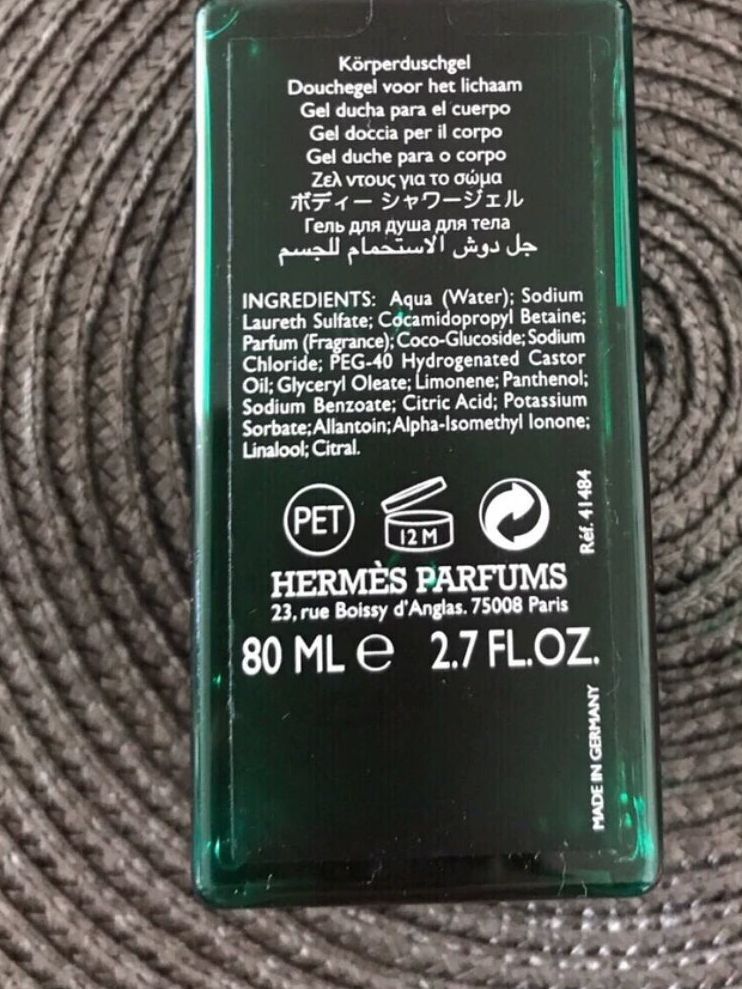 Körperduschgel
Douchegel voor het lichaam
Gel ducha para el cuerpo
Gel doccia per il corpo
Gel duche para o corpo
Ζελ ντους για το σώμα
ボディー シャワージェル
Гель для душа для тела
جل دوش الاستحمام للجسم
INGREDIENTS: Aqua (Water); Sodium
Laureth Sulfate; Cocamidopropyl Betaine;
Parfum (Fragrance); Coco-Glucoside; Sodium
Chloride; PEG-40 Hydrogenated Castor
Oil; Glyceryl Oleate; Limonene; Panthenol;
Sodium Benzoate; Citric Acid; Potassium
Sorbate; Allantoin; Alpha-Isomethyl Ionone;
Linalool; Citral.
PET
12 M
Réf. 41484
HERMÈS PARFUMS
23, rue Boissy d'Anglas. 75008 Paris
80 ML e 2.7 FL.OZ.
MADE IN GERMANY